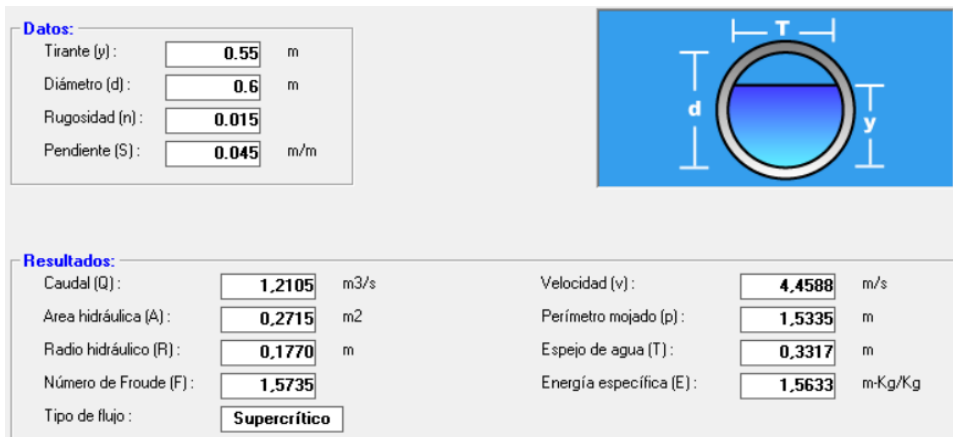 Datos:
Tirante (y) : 0.55 m
Diámetro (d) : 0.6 m
Rugosidad (n) : 0.015
Pendiente (S) : 0.045 m/m
T
d
y
Resultados:
Caudal (Q) : 1,2105 m3/s Velocidad (v) : 4,4588 m/s
Area hidráulica (A) : 0,2715 m2 Perímetro mojado (p) : 1,5335 m
Radio hidráulico (R) : 0,1770 m Espejo de agua (T) : 0,3317 m
Número de Froude (F) : 1,5735 Energía específica (E) : 1,5633 m-Kg/Kg
Tipo de flujo : Supercrítico